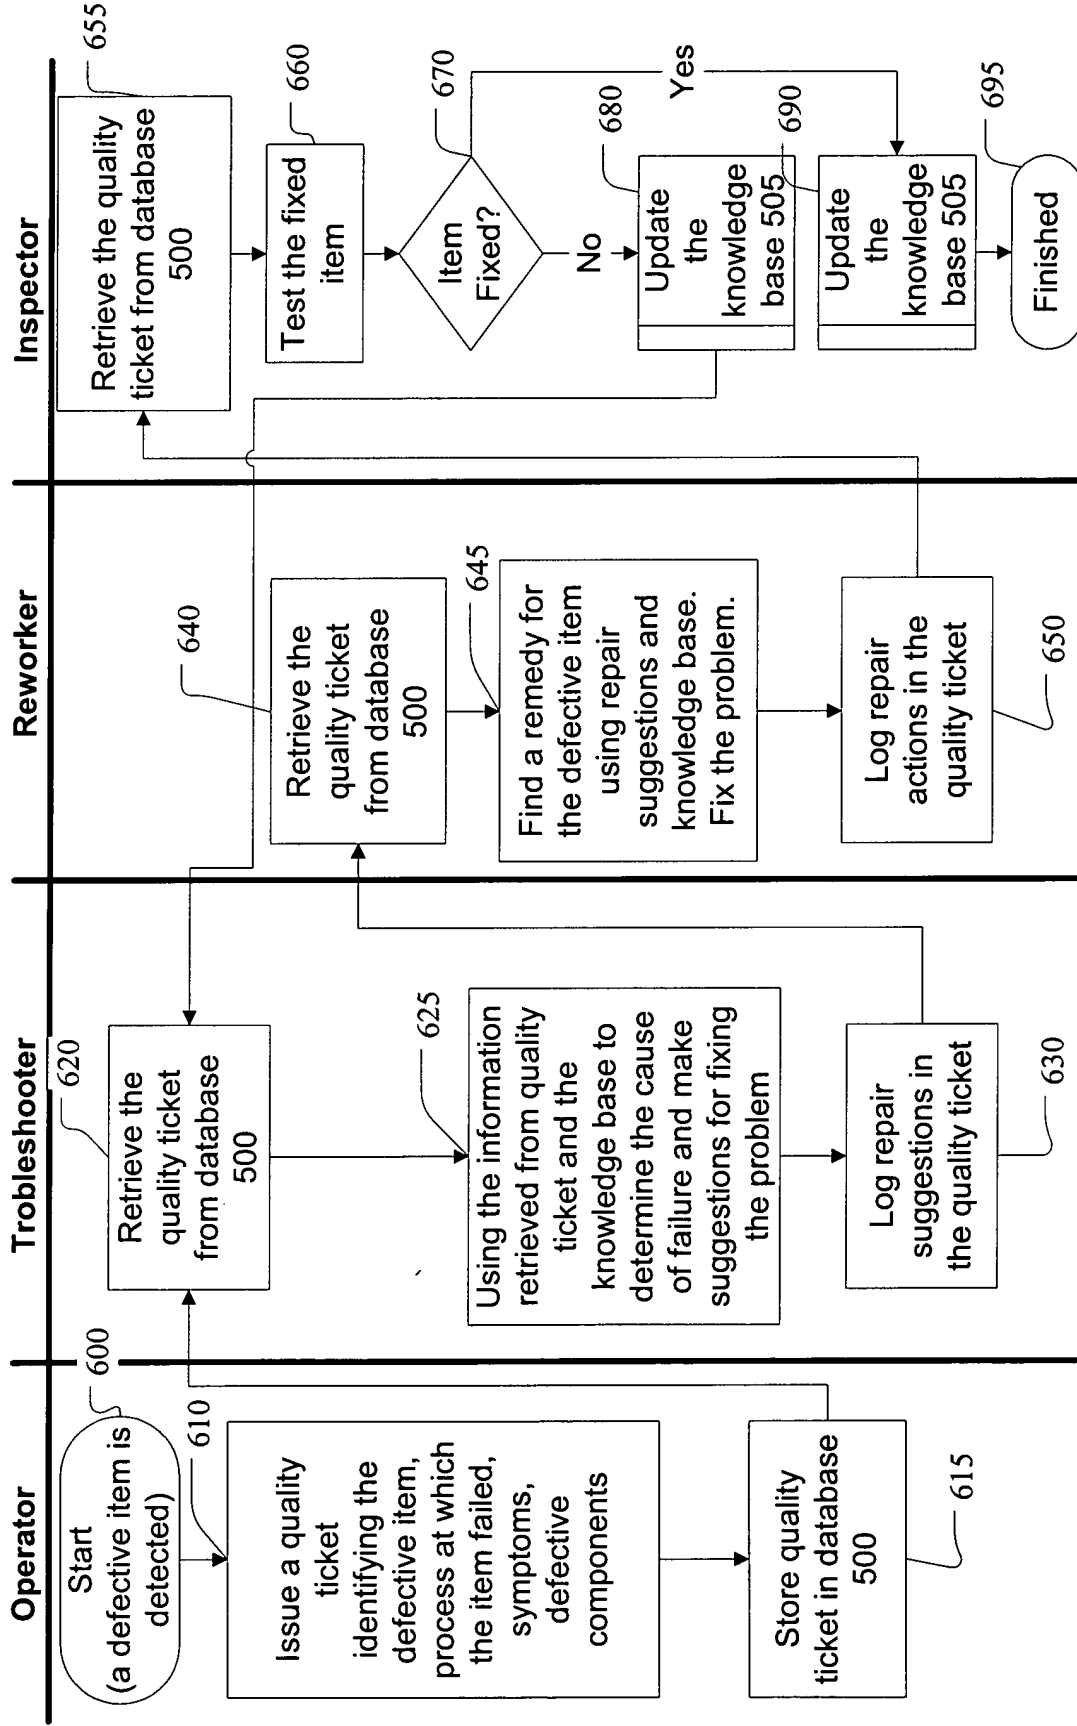 Operator
Start
(a defective item is
detected)
600
610
Issue a quality
ticket
identifying the
defective item,
process at which
the item failed,
symptoms,
defective
components
Store quality
ticket in database
500
615
Trobleshooter
620
Retrieve the
quality ticket
from database
500
625
Using the information
retrieved from quality
ticket and the
knowledge base to
determine the cause
of failure and make
suggestions for fixing
the problem
Log repair
suggestions in
the quality ticket
630
Reworker
640
Retrieve the
quality ticket
from database
500
645
Find a remedy for
the defective item
using repair
suggestions and
knowledge base.
Fix the problem.
Log repair
actions in the
quality ticket
650
Inspector
655
Retrieve the quality
ticket from database
500
660
Test the fixed
item
670
Item
Fixed?
No
Yes
680
Update
the
knowledge
base 505
690
Update
the
knowledge
base 505
695
Finished